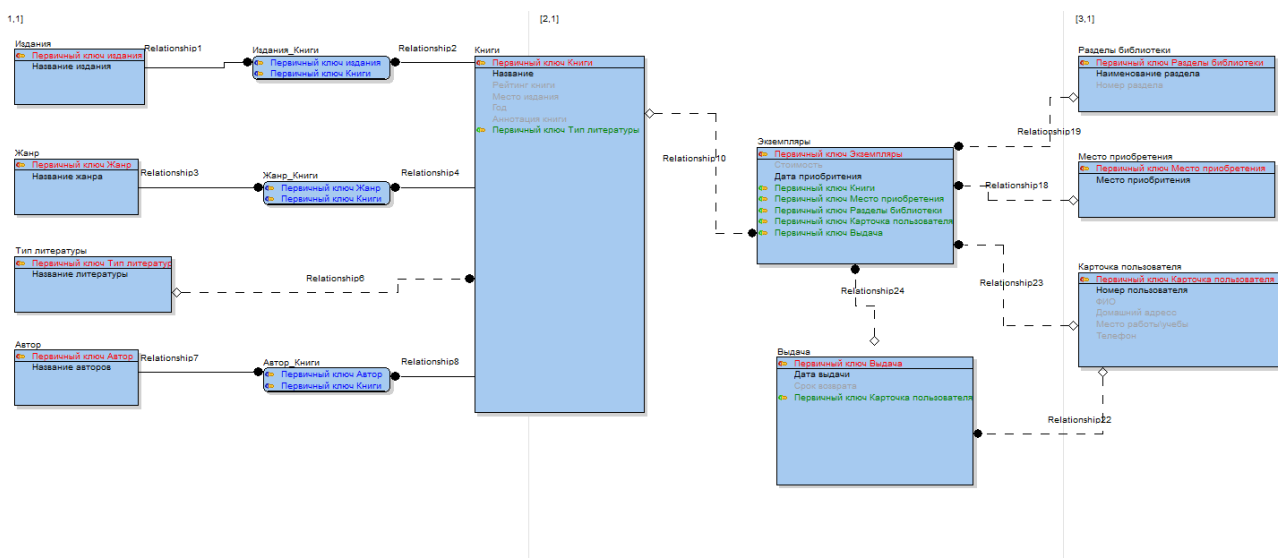 1,1]
[2,1]
[3,1]
Издания
Первичный ключ издания
Название издания
Relationship1
Издания_Книги
Первичный ключ издания
Первичный ключ Книги
Relationship2
Книги
Первичный ключ Книги
Название
Рейтинг книги
Место издания
Год
Аннотация книги
Первичный ключ Тип литературы
Жанр
Первичный ключ Жанр
Название жанра
Relationship3
Жанр_Книги
Первичный ключ Жанр
Первичный ключ Книги
Relationship4
Тип литературы
Первичный ключ Тип литератур
Название литературы
Relationship6
Автор
Первичный ключ Автор
Название авторов
Relationship7
Автор_Книги
Первичный ключ Автор
Первичный ключ Книги
Relationship8
Relationship10
Экземпляры
Первичный ключ Экземпляры
Стоимость
Дата приобритения
Первичный ключ Книги
Первичный ключ Место приобретения
Первичный ключ Разделы библиотеки
Первичный ключ Карточка пользователя
Первичный ключ Выдача
Relationship24
Выдача
Первичный ключ Выдача
Дата выдачи
Срок возврата
Первичный ключ Карточка пользователя
Разделы библиотеки
Первичный ключ Разделы библиотеки
Наименование раздела
Номер раздела
Relationship19
Место приобретения
Первичный ключ Место приобретения
Место приобритения
Relationship18
Карточка пользователя
Первичный ключ Карточка пользователя
Номер пользователя
ФИО
Домашний адресс
Место работы\учебы
Телефон
Relationship23
Relationship22